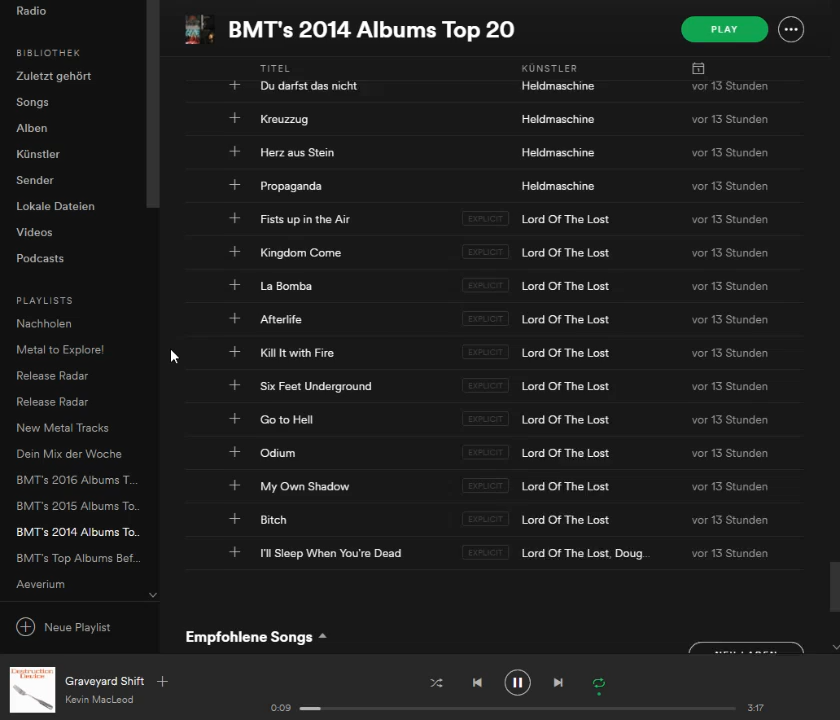 Radio
BIBLIOTHEK
Zuletzt gehört
Songs
Alben
Künstler
Sender
Lokale Dateien
Videos
Podcasts
PLAYLISTS
Nachholen
Metal to Explore!
Release Radar
Release Radar
New Metal Tracks
Dein Mix der Woche
BMT's 2016 Albums T...
BMT's 2015 Albums To..
BMT's 2014 Albums To..
BMT's Top Albums Bef...
Aeverium
Neue Playlist
BMT's 2014 Albums Top 20
PLAY
TITEL KÜNSTLER
Du darfst das nicht Heldmaschine vor 13 Stunden
Kreuzzug Heldmaschine vor 13 Stunden
Herz aus Stein Heldmaschine vor 13 Stunden
Propaganda Heldmaschine vor 13 Stunden
Fists up in the Air EXPLICIT Lord Of The Lost vor 13 Stunden
Kingdom Come EXPLICIT Lord Of The Lost vor 13 Stunden
La Bomba EXPLICIT Lord Of The Lost vor 13 Stunden
Afterlife EXPLICIT Lord Of The Lost vor 13 Stunden
Kill It with Fire EXPLICIT Lord Of The Lost vor 13 Stunden
Six Feet Underground EXPLICIT Lord Of The Lost vor 13 Stunden
Go to Hell EXPLICIT Lord Of The Lost vor 13 Stunden
Odium EXPLICIT Lord Of The Lost vor 13 Stunden
My Own Shadow EXPLICIT Lord Of The Lost vor 13 Stunden
Bitch EXPLICIT Lord Of The Lost vor 13 Stunden
I'll Sleep When You're Dead EXPLICIT Lord Of The Lost, Doug... vor 13 Stunden
Empfohlene Songs
NEU LADEN
Destruction Device
Graveyard Shift
Kevin MacLeod
0:09 3:17